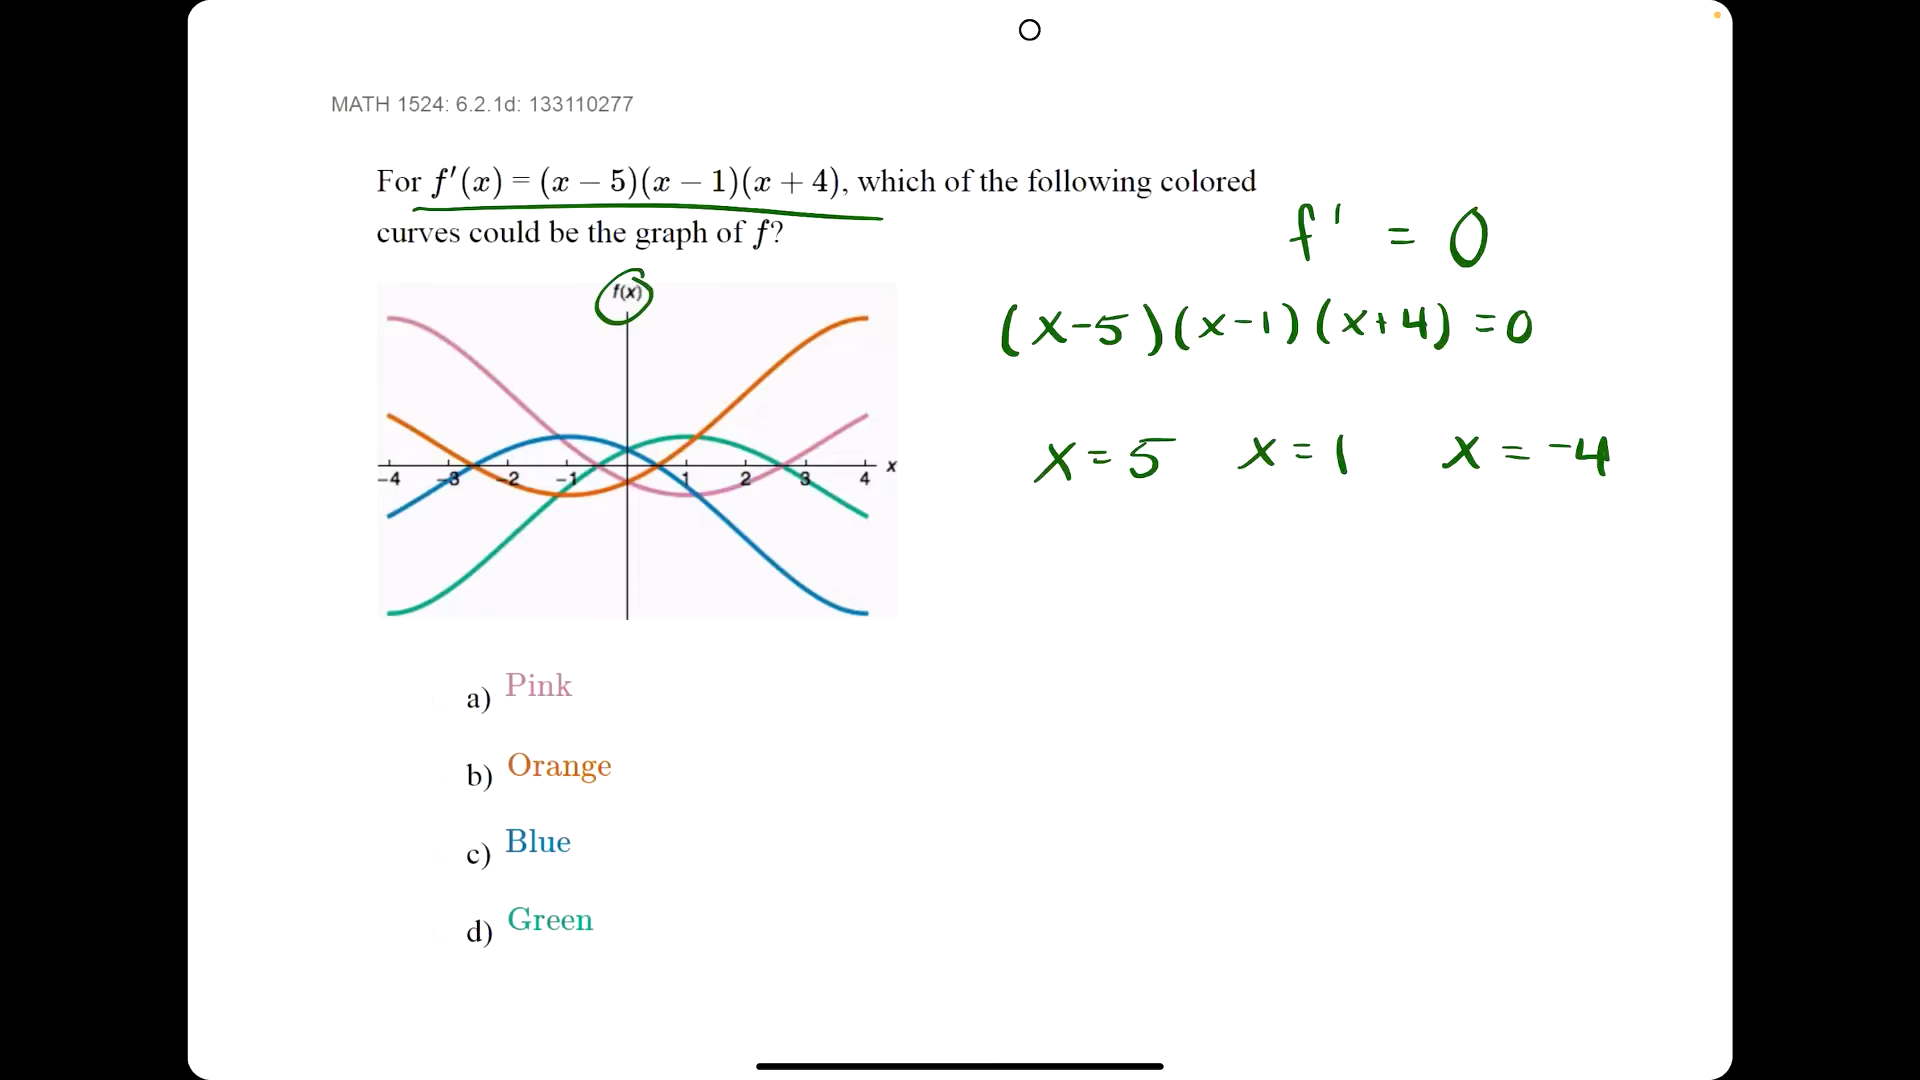 MATH 1524: 6.2.1d: 133110277
For f′(x) = (x − 5)(x − 1)(x + 4), which of the following colored
curves could be the graph of f?
f' = 0
f(x)
(x-5)(x-1)(x+4) =0
x=5 x=1 x=-4
−4 −3 −2 −1 1 2 3 4 x
a) Pink
b) Orange
c) Blue
d) Green